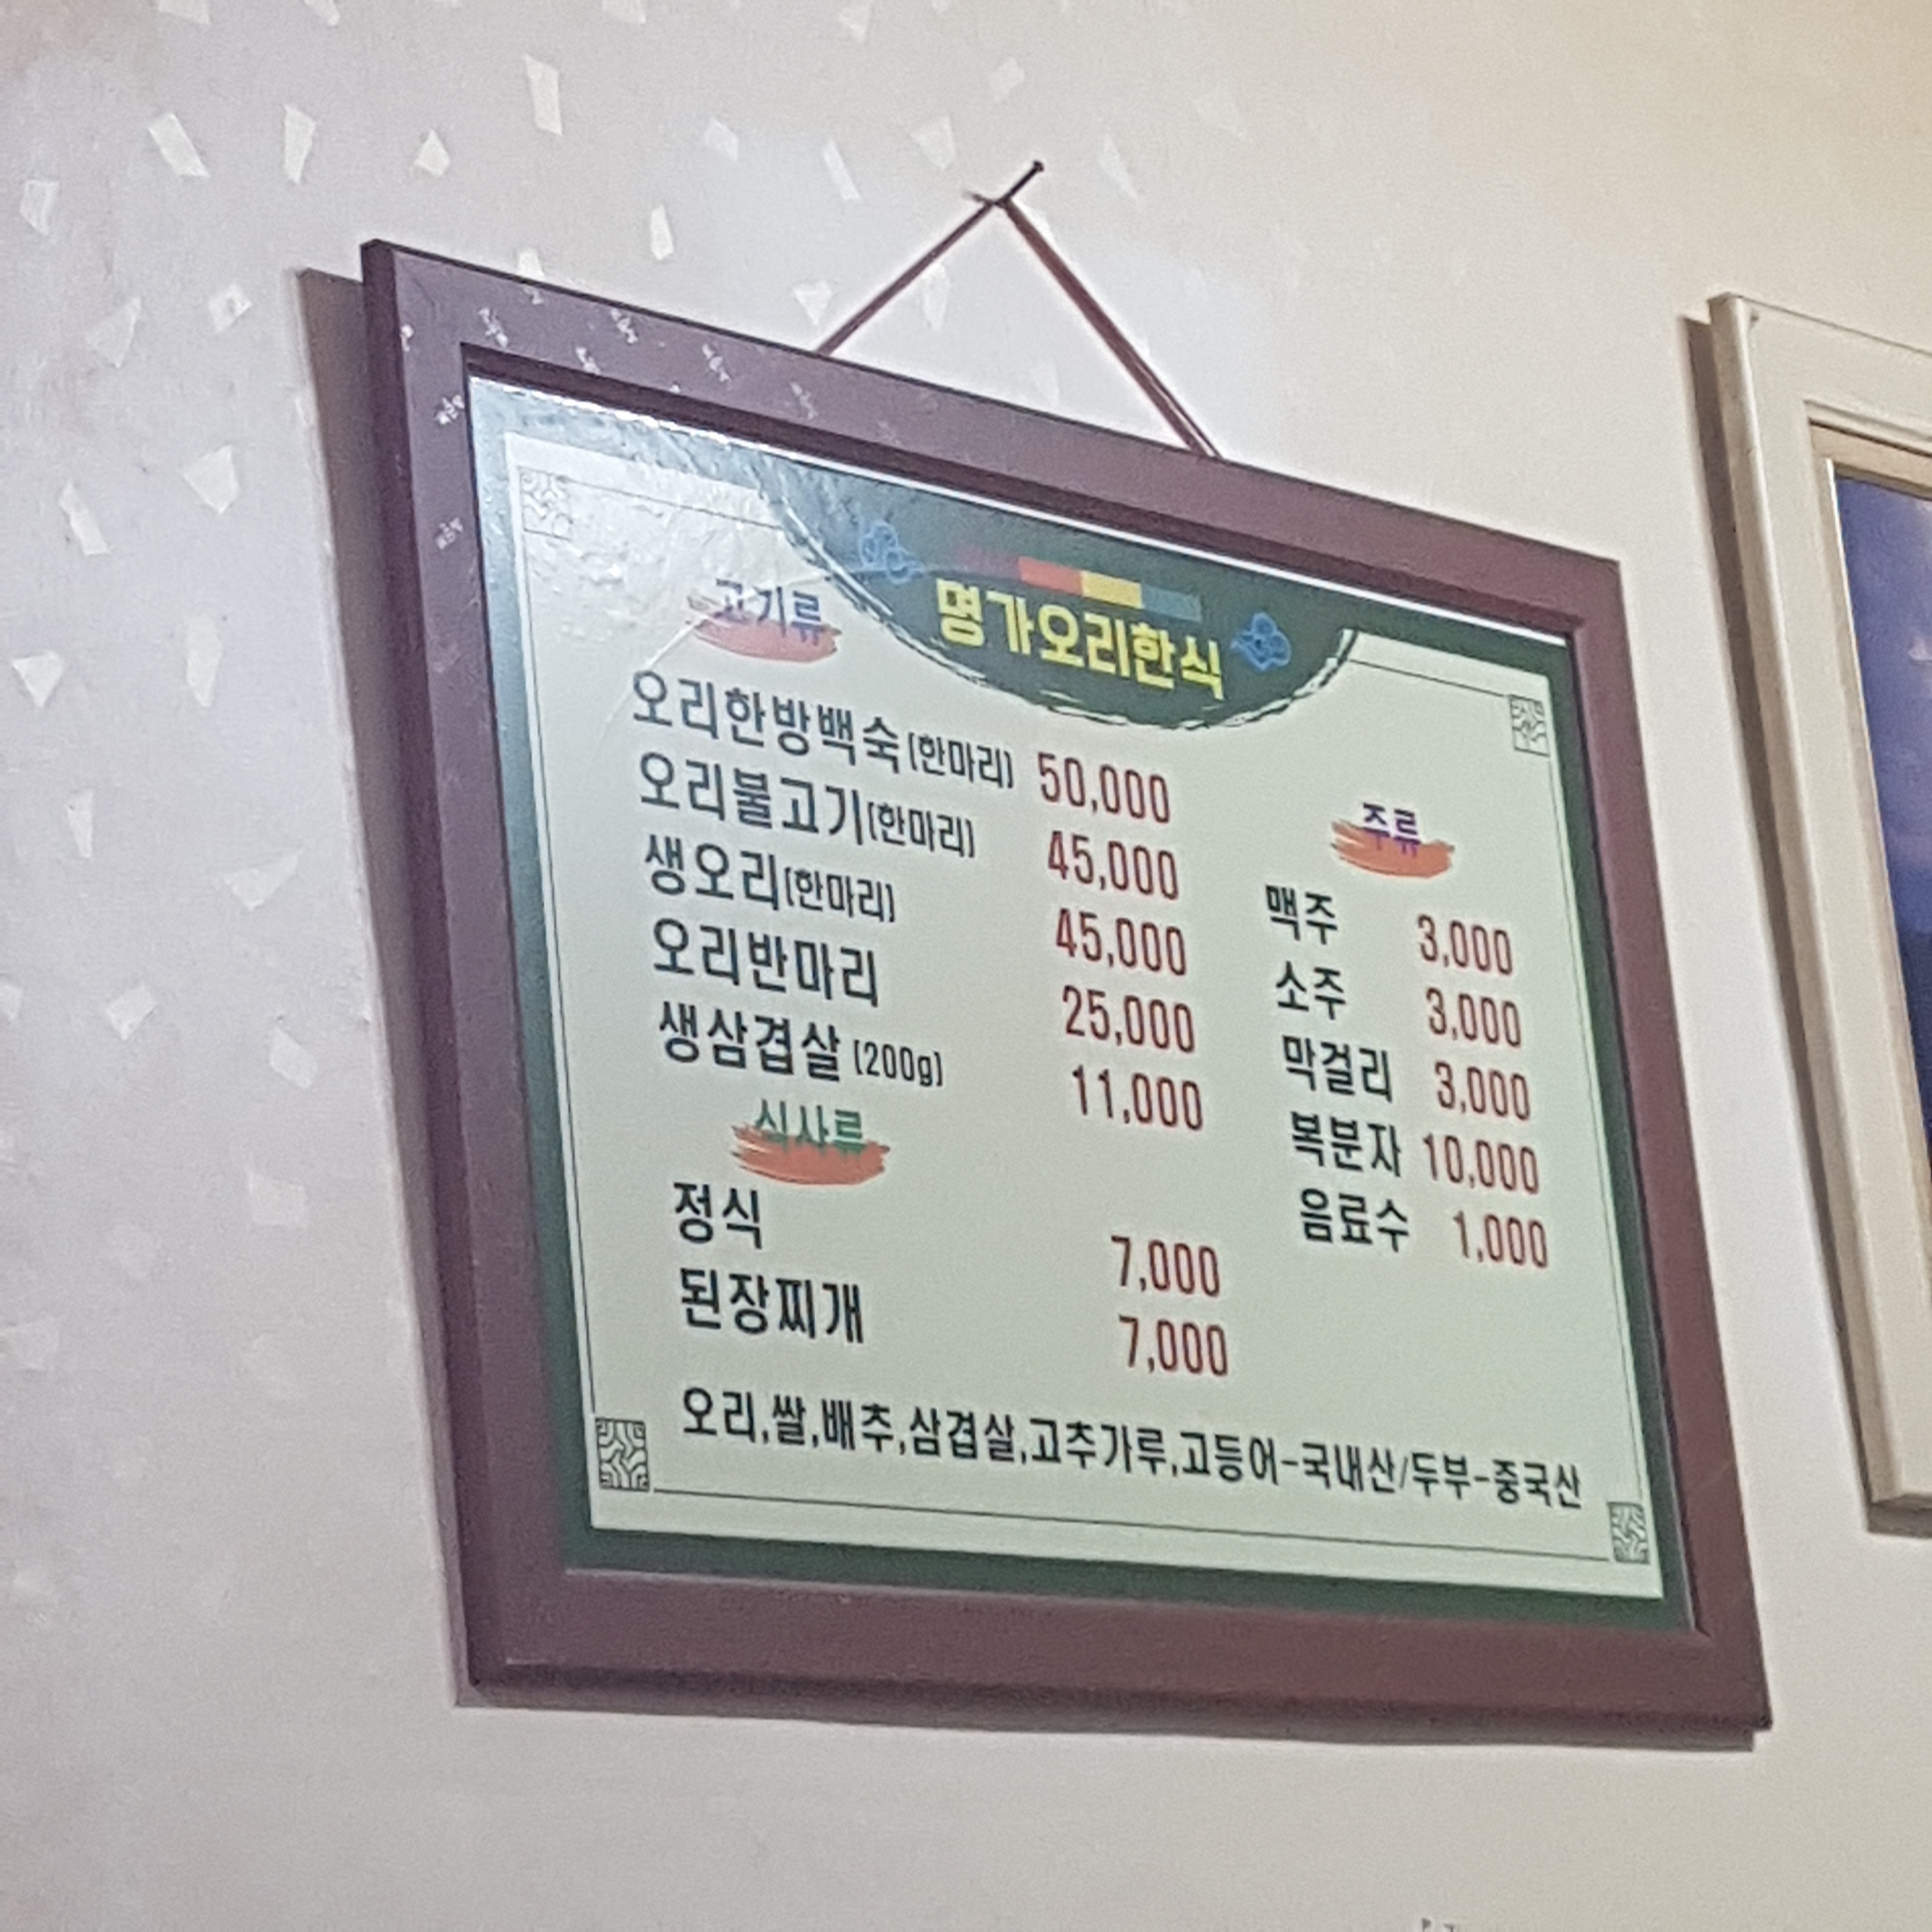 명가오리한식
고기류
오리한방백숙(한마리) 50,000
오리불고기(한마리) 45,000
생오리(한마리) 45,000
오리반마리 25,000
생삼겹살 (200g) 11,000
식사류
정식 7,000
된장찌개 7,000
주류
맥주 3,000
소주 3,000
막걸리 3,000
복분자 10,000
음료수 1,000
오리,쌀,배추,삼겹살,고추가루,고등어-국내산/두부-중국산